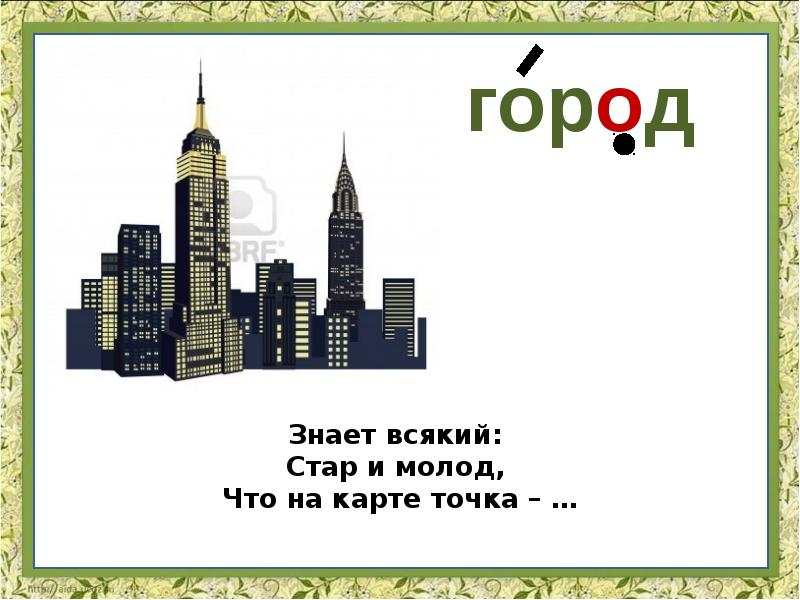 город
Знает всякий:
Стар и молод,
Что на карте точка – ...